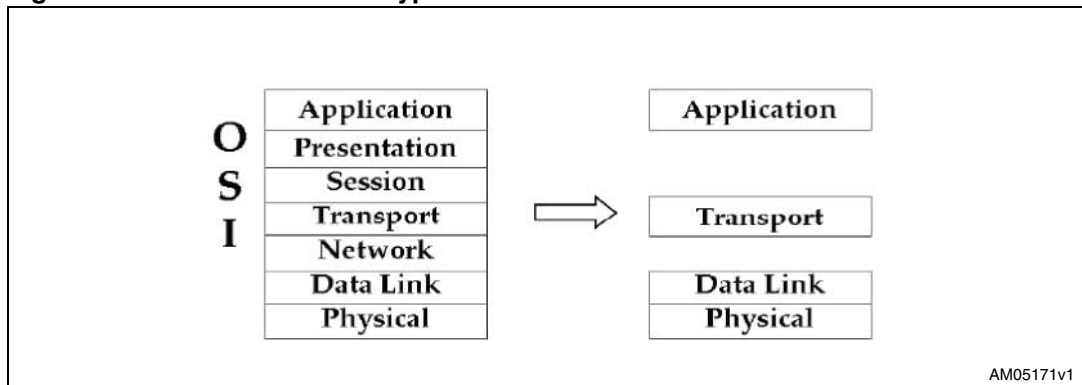 Application
Presentation
Session
Transport
Network
Data Link
Physical
O
S
I
Application
Transport
Data Link
Physical
AM05171v1